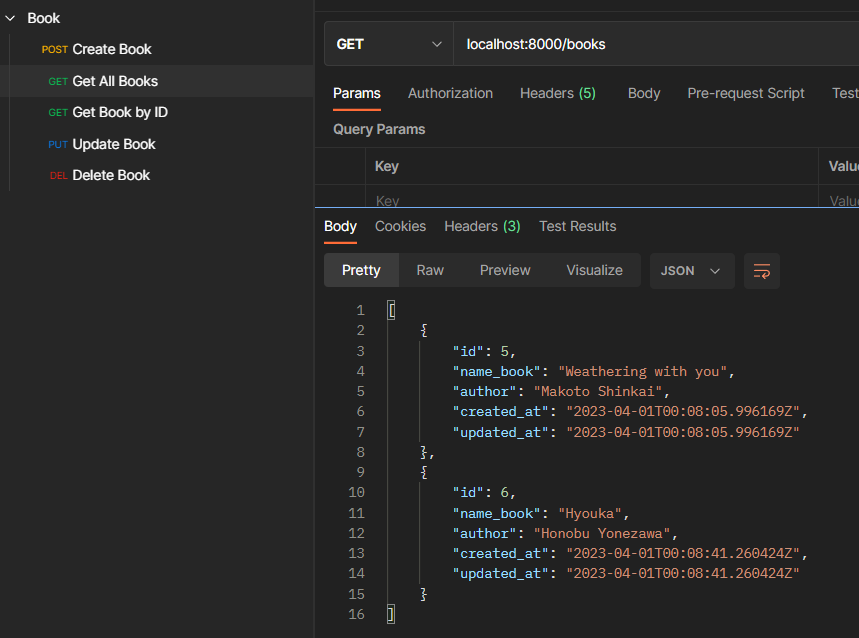 Book
POST Create Book
GET Get All Books
GET Get Book by ID
PUT Update Book
DEL Delete Book
GET localhost:8000/books
Params Authorization Headers (5) Body Pre-request Script Test
Query Params
Key Valu
Key Valu
Body Cookies Headers (3) Test Results
Pretty Raw Preview Visualize JSON
1 [
2 {
3 "id": 5,
4 "name_book": "Weathering with you",
5 "author": "Makoto Shinkai",
6 "created_at": "2023-04-01T00:08:05.996169Z",
7 "updated_at": "2023-04-01T00:08:05.996169Z"
8 },
9 {
10 "id": 6,
11 "name_book": "Hyouka",
12 "author": "Honobu Yonezawa",
13 "created_at": "2023-04-01T00:08:41.260424Z",
14 "updated_at": "2023-04-01T00:08:41.260424Z"
15 }
16 ]